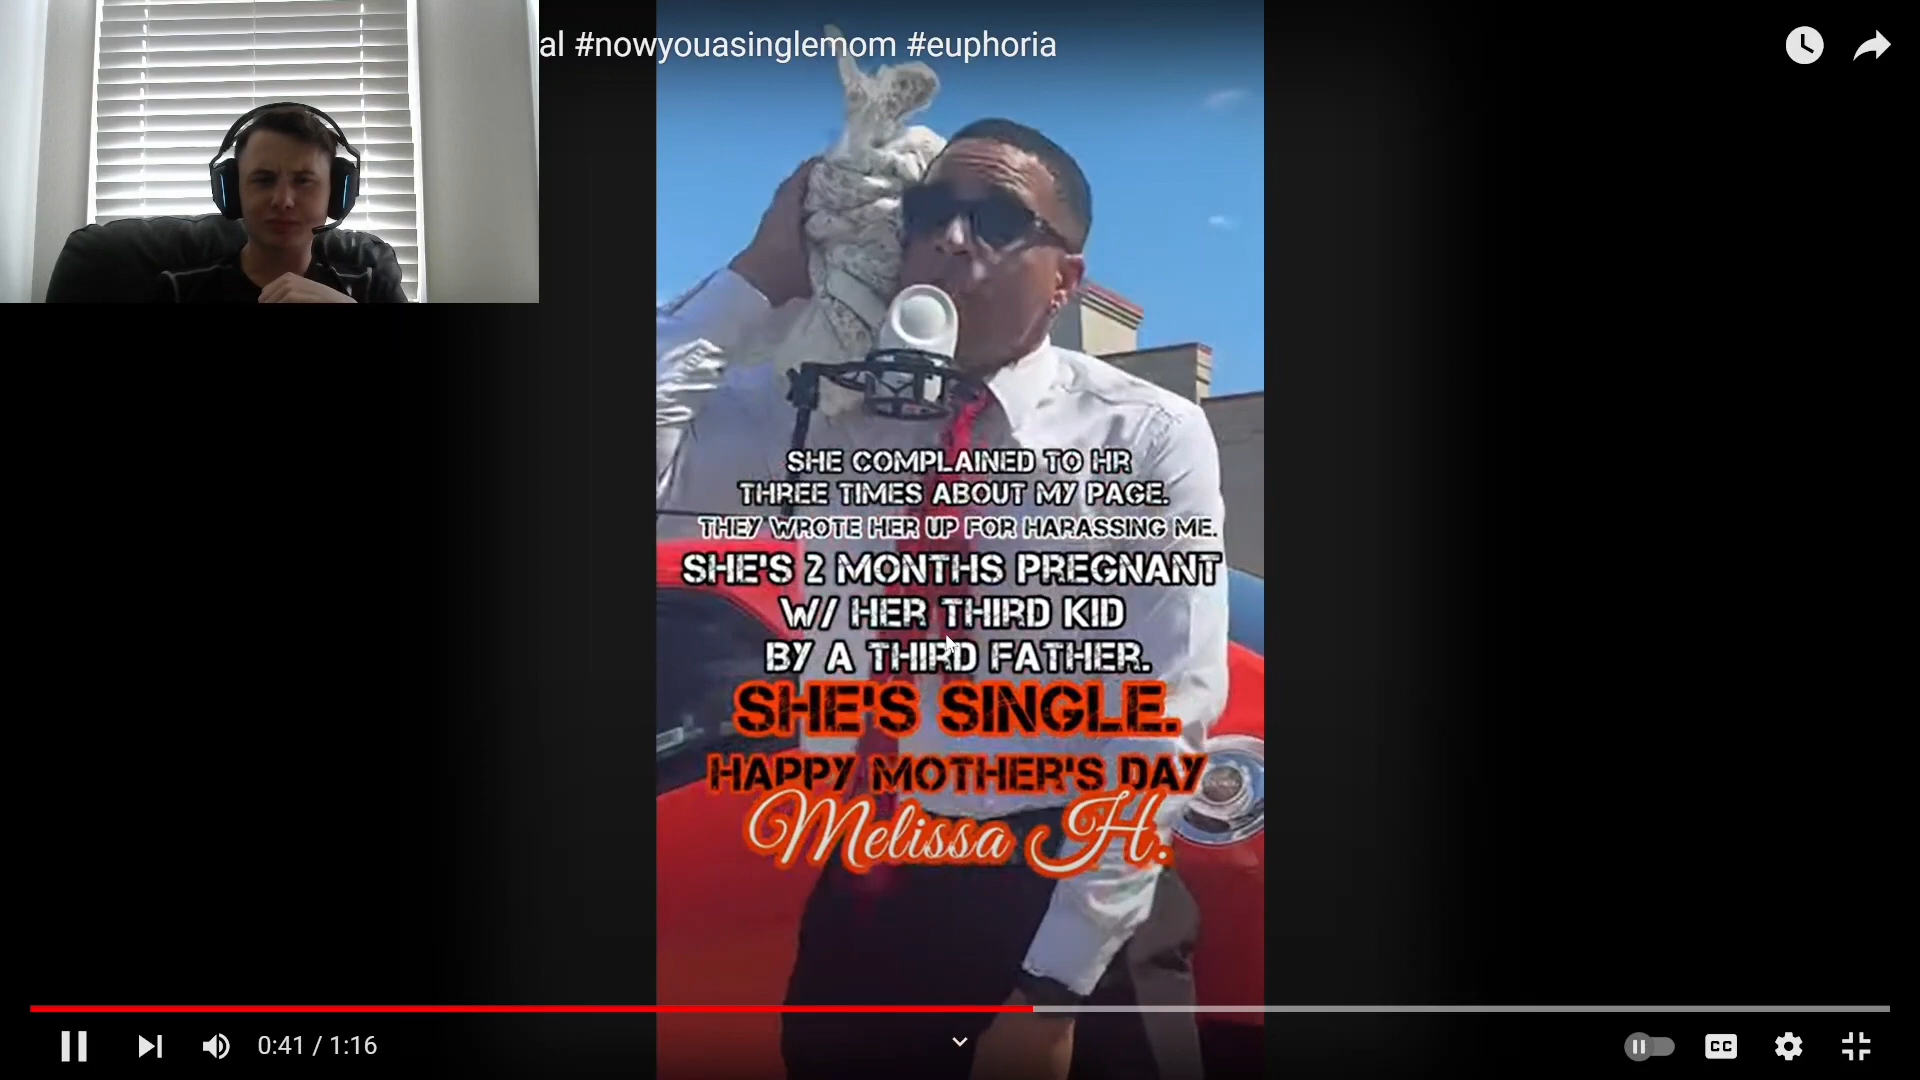 al #nowyouasinglemom #euphoria
SHE COMPLAINED TO HR
THREE TIMES ABOUT MY PAGE.
THEY WROTE HER UP FOR HARASSING ME.
SHE'S 2 MONTHS PREGNANT
W/ HER THIRD KID
BY A THIRD FATHER.
SHE'S SINGLE.
HAPPY MOTHER'S DAY
Melissa H.
0:41 / 1:16
CC